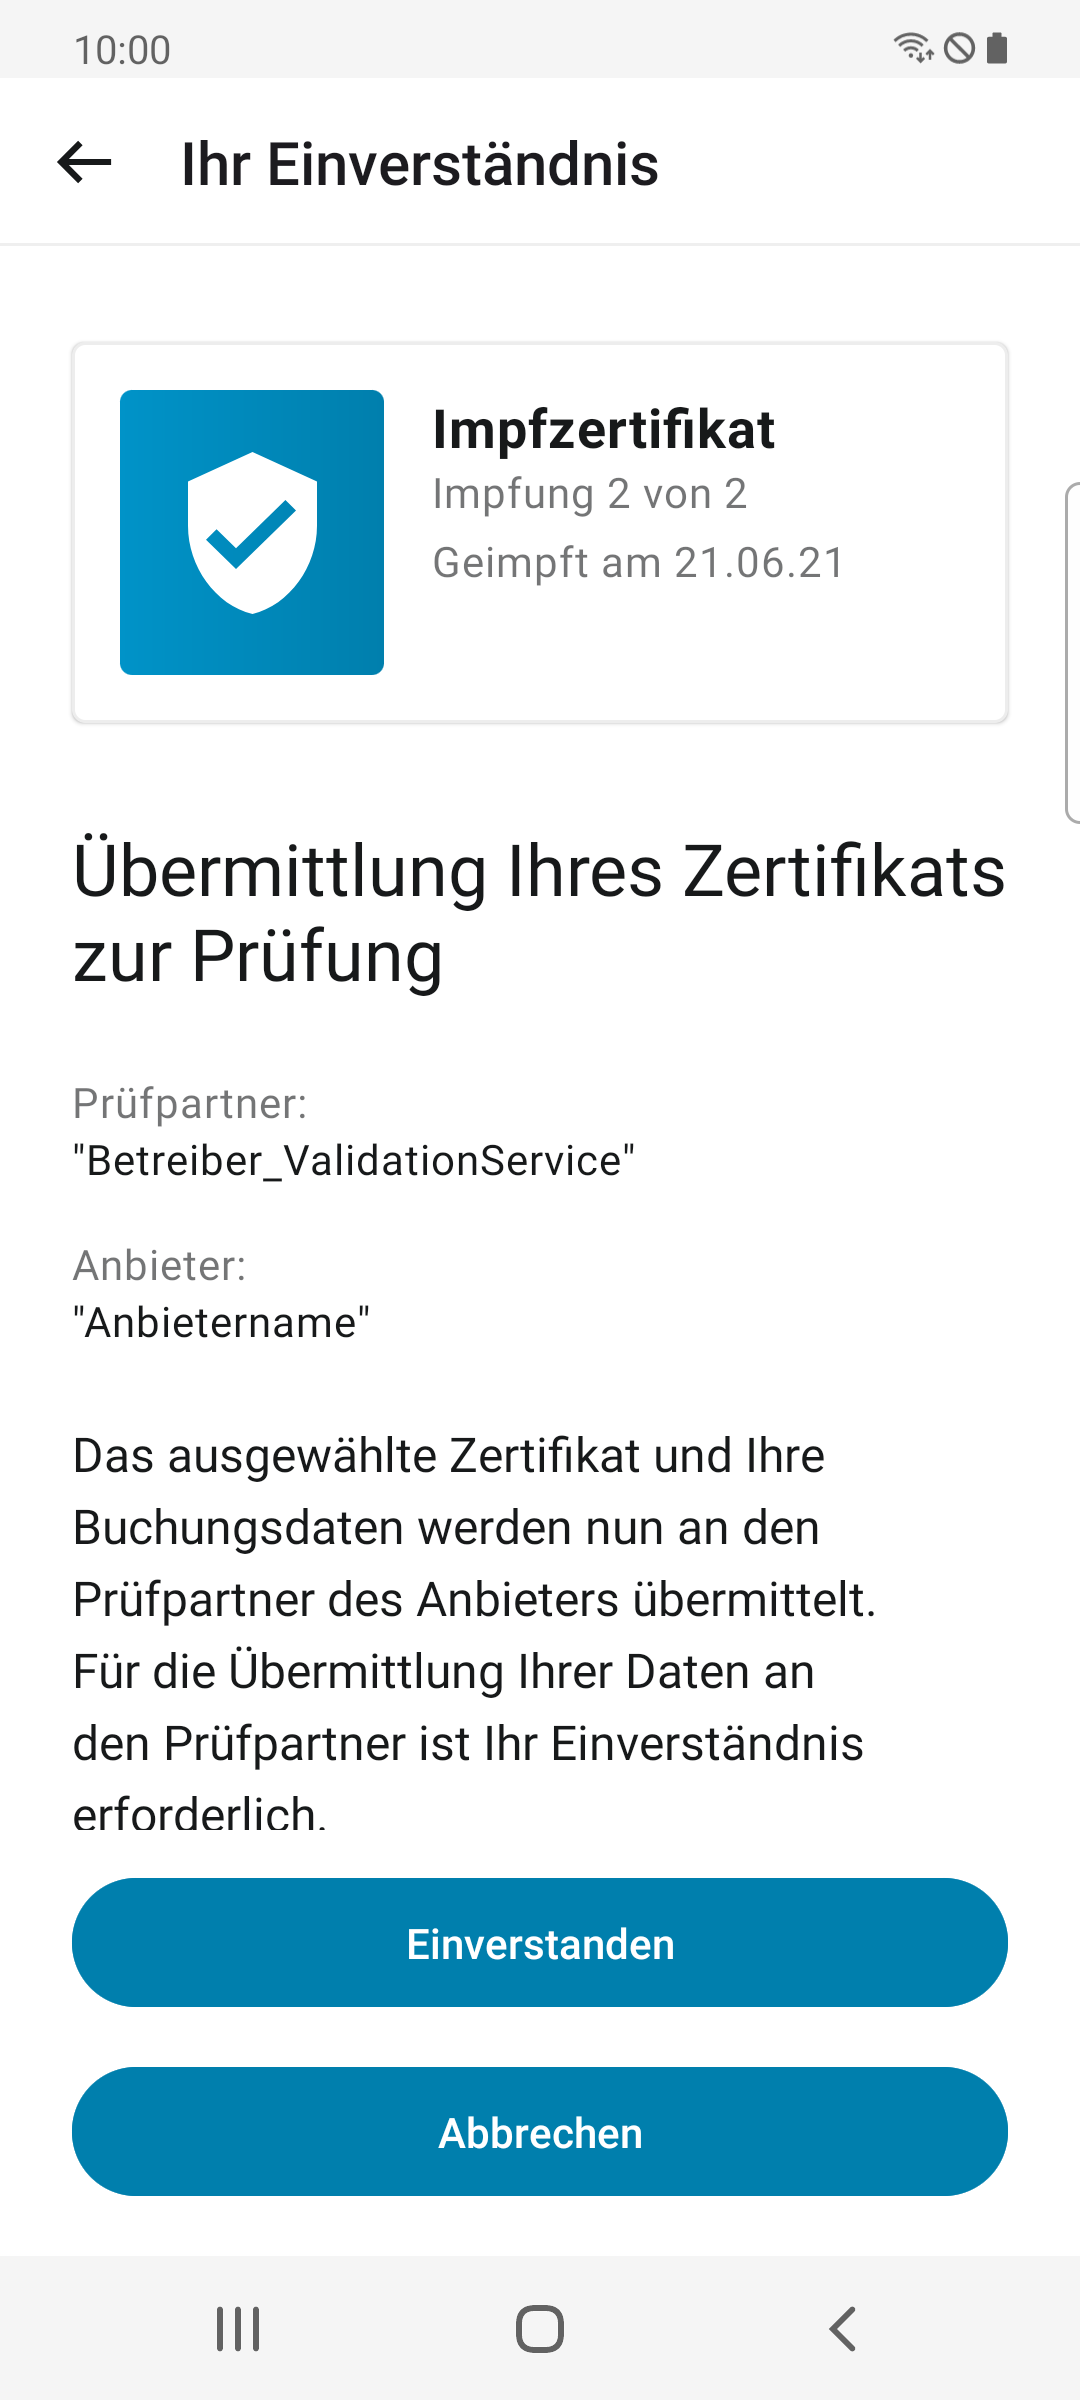 10:00
Ihr Einverständnis
Impfzertifikat
Impfung 2 von 2
Geimpft am 21.06.21
Übermittlung Ihres Zertifikats
zur Prüfung
Prüfpartner:
"Betreiber_ValidationService"
Anbieter:
"Anbietername"
Das ausgewählte Zertifikat und Ihre
Buchungsdaten werden nun an den
Prüfpartner des Anbieters übermittelt.
Für die Übermittlung Ihrer Daten an
den Prüfpartner ist Ihr Einverständnis
erforderlich.
Einverstanden
Abbrechen